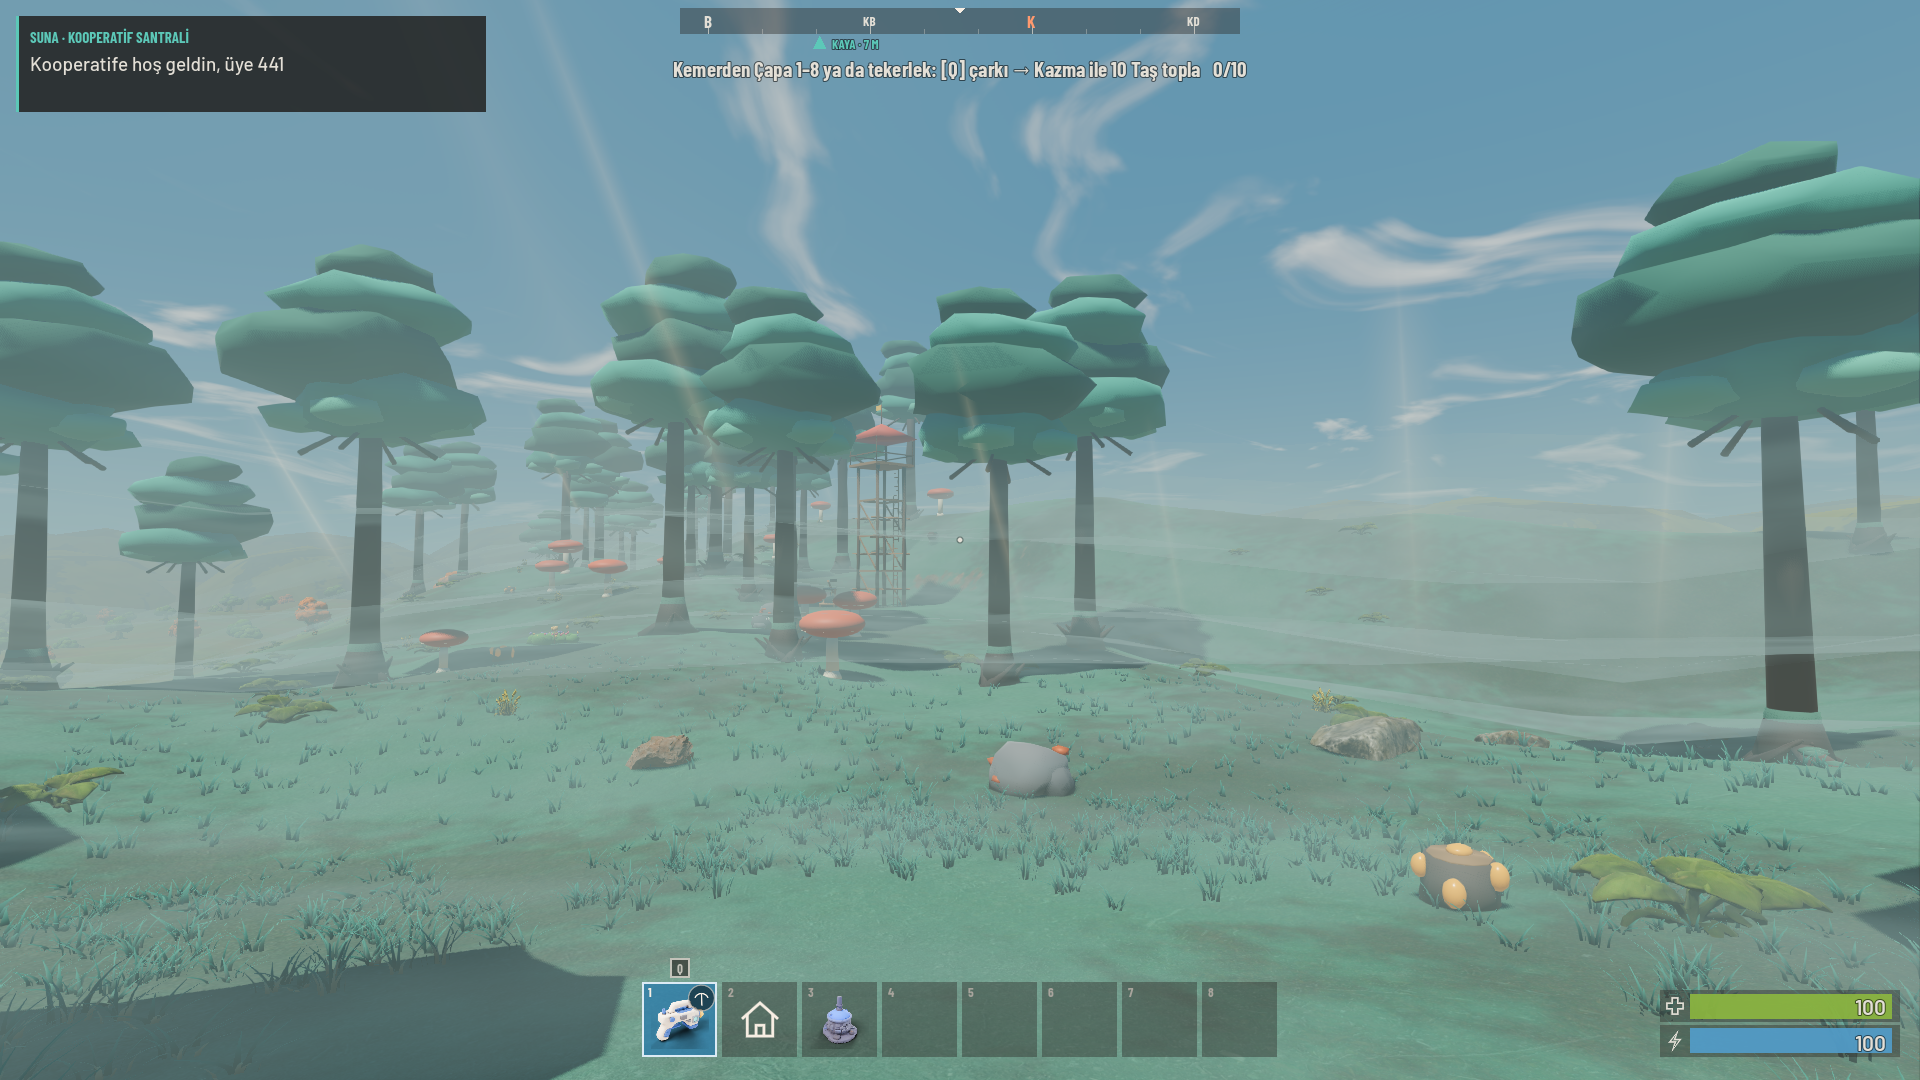 SUNA · KOOPERATİF SANTRALİ
Kooperatife hoş geldin, üye 441
B KB K KD
KAYA · 7 M
Kemerden Çapa 1-8 ya da tekerlek: [Q] çarkı → Kazma ile 10 Taş topla 0/10
Q
1 2 3 4 5 6 7 8
100
100